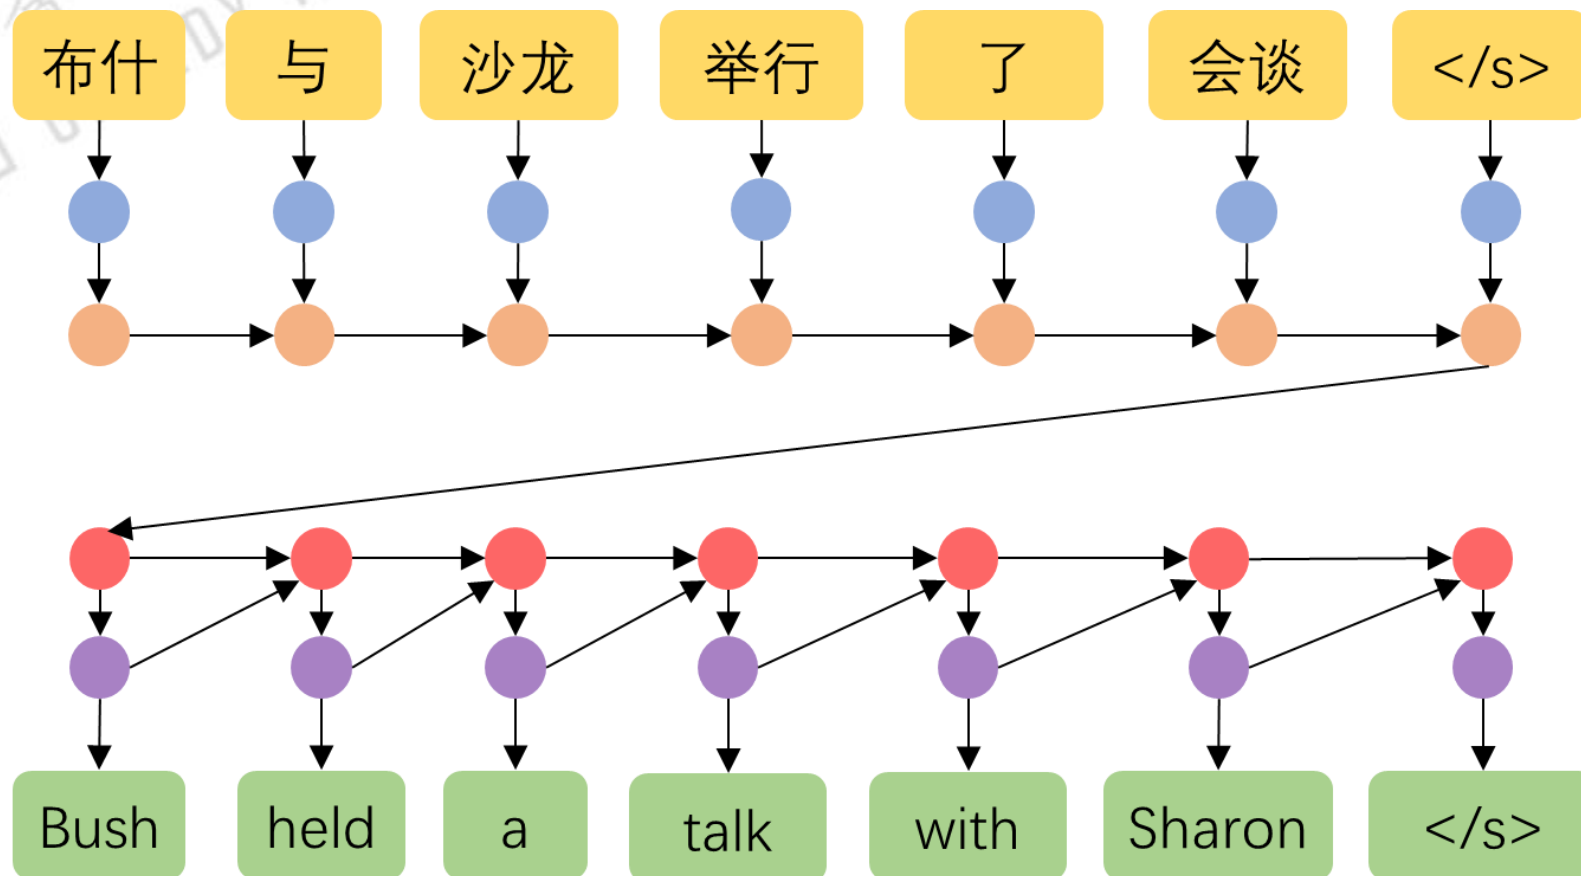 布什 与 沙龙 举行 了 会谈 </s>
Bush held a talk with Sharon </s>